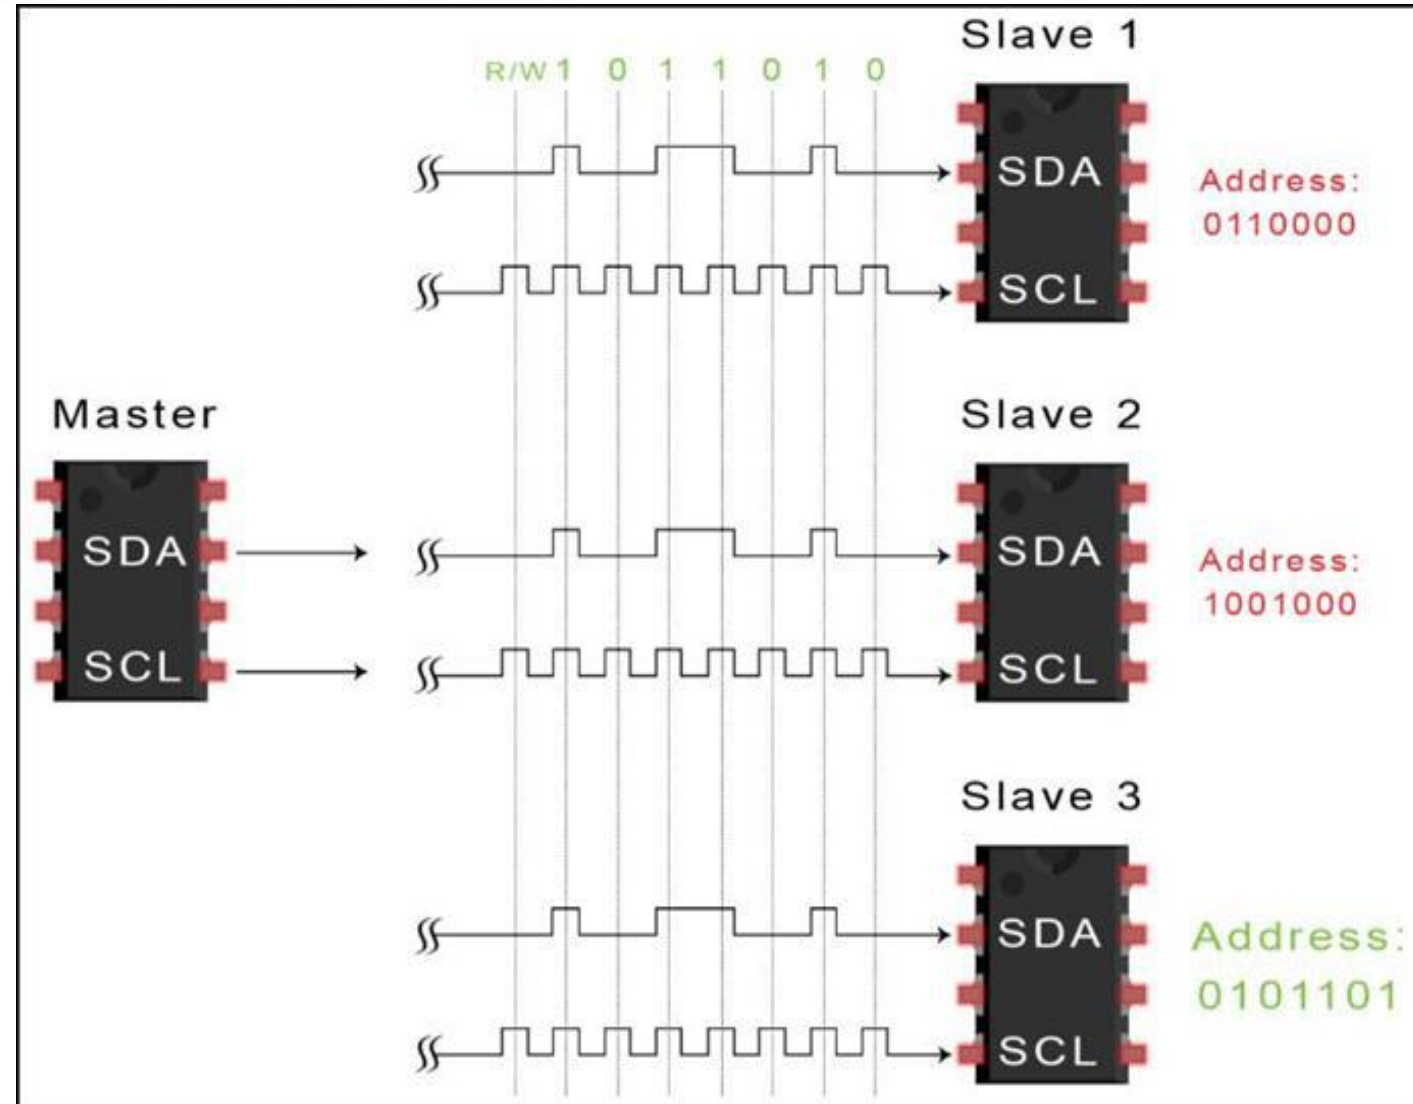 Slave 1
R/W 1 0 1 1 0 1 0
SDA
Address:
0110000
SCL
Master
Slave 2
SDA
SDA
Address:
1001000
SCL
SCL
Slave 3
SDA
Address:
0101101
SCL